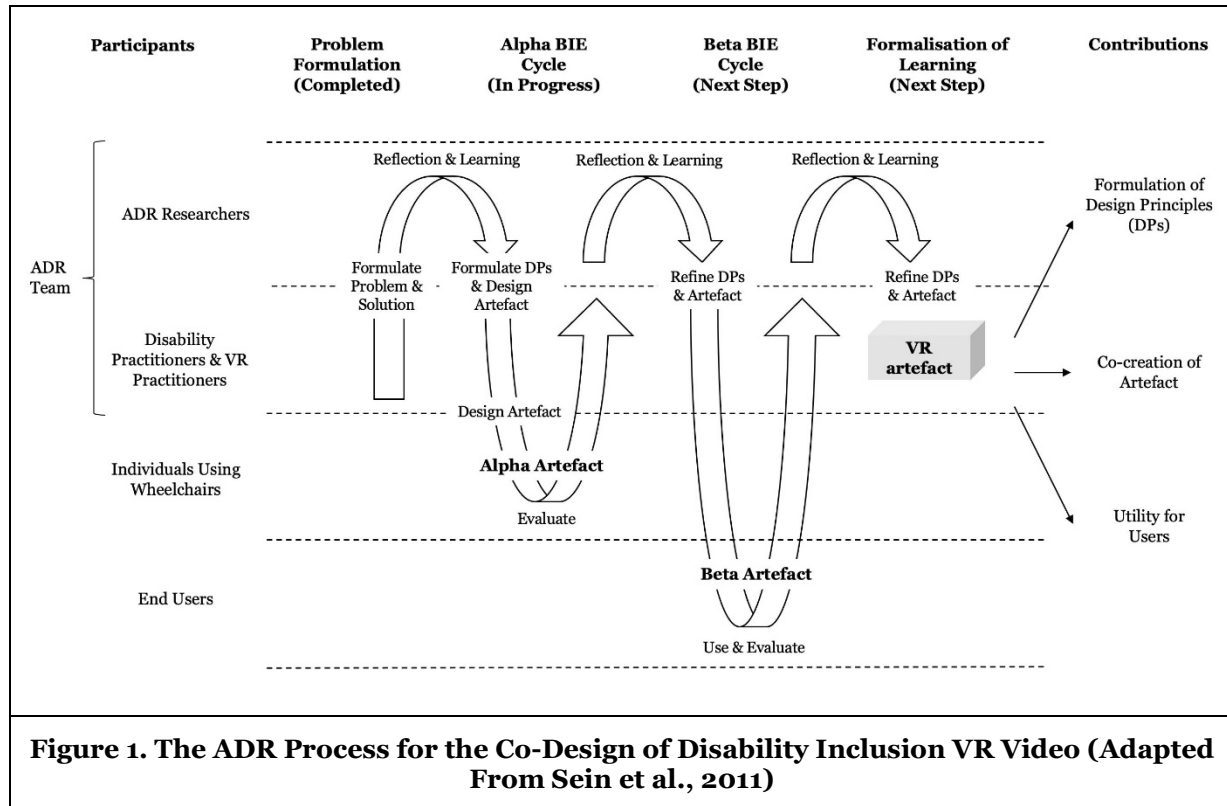 Participants
Problem
Formulation
(Completed)
Alpha BIE
Cycle
(In Progress)
Beta BIE
Cycle
(Next Step)
Formalisation of
Learning
(Next Step)
Contributions
Reflection & Learning
Reflection & Learning
Reflection & Learning
ADR
Team
ADR Researchers
Formulate
Problem &
Solution
Formulate DPs
& Design
Artefact
Refine DPs
& Artefact
Refine DPs
& Artefact
Formulation of
Design Principles
(DPs)
Disability
Practitioners & VR
Practitioners
VR
artefact
Co-creation of
Artefact
Design Artefact
Individuals Using
Wheelchairs
Alpha Artefact
Evaluate
Utility for
Users
End Users
Beta Artefact
Use & Evaluate
Figure 1. The ADR Process for the Co-Design of Disability Inclusion VR Video (Adapted
From Sein et al., 2011)